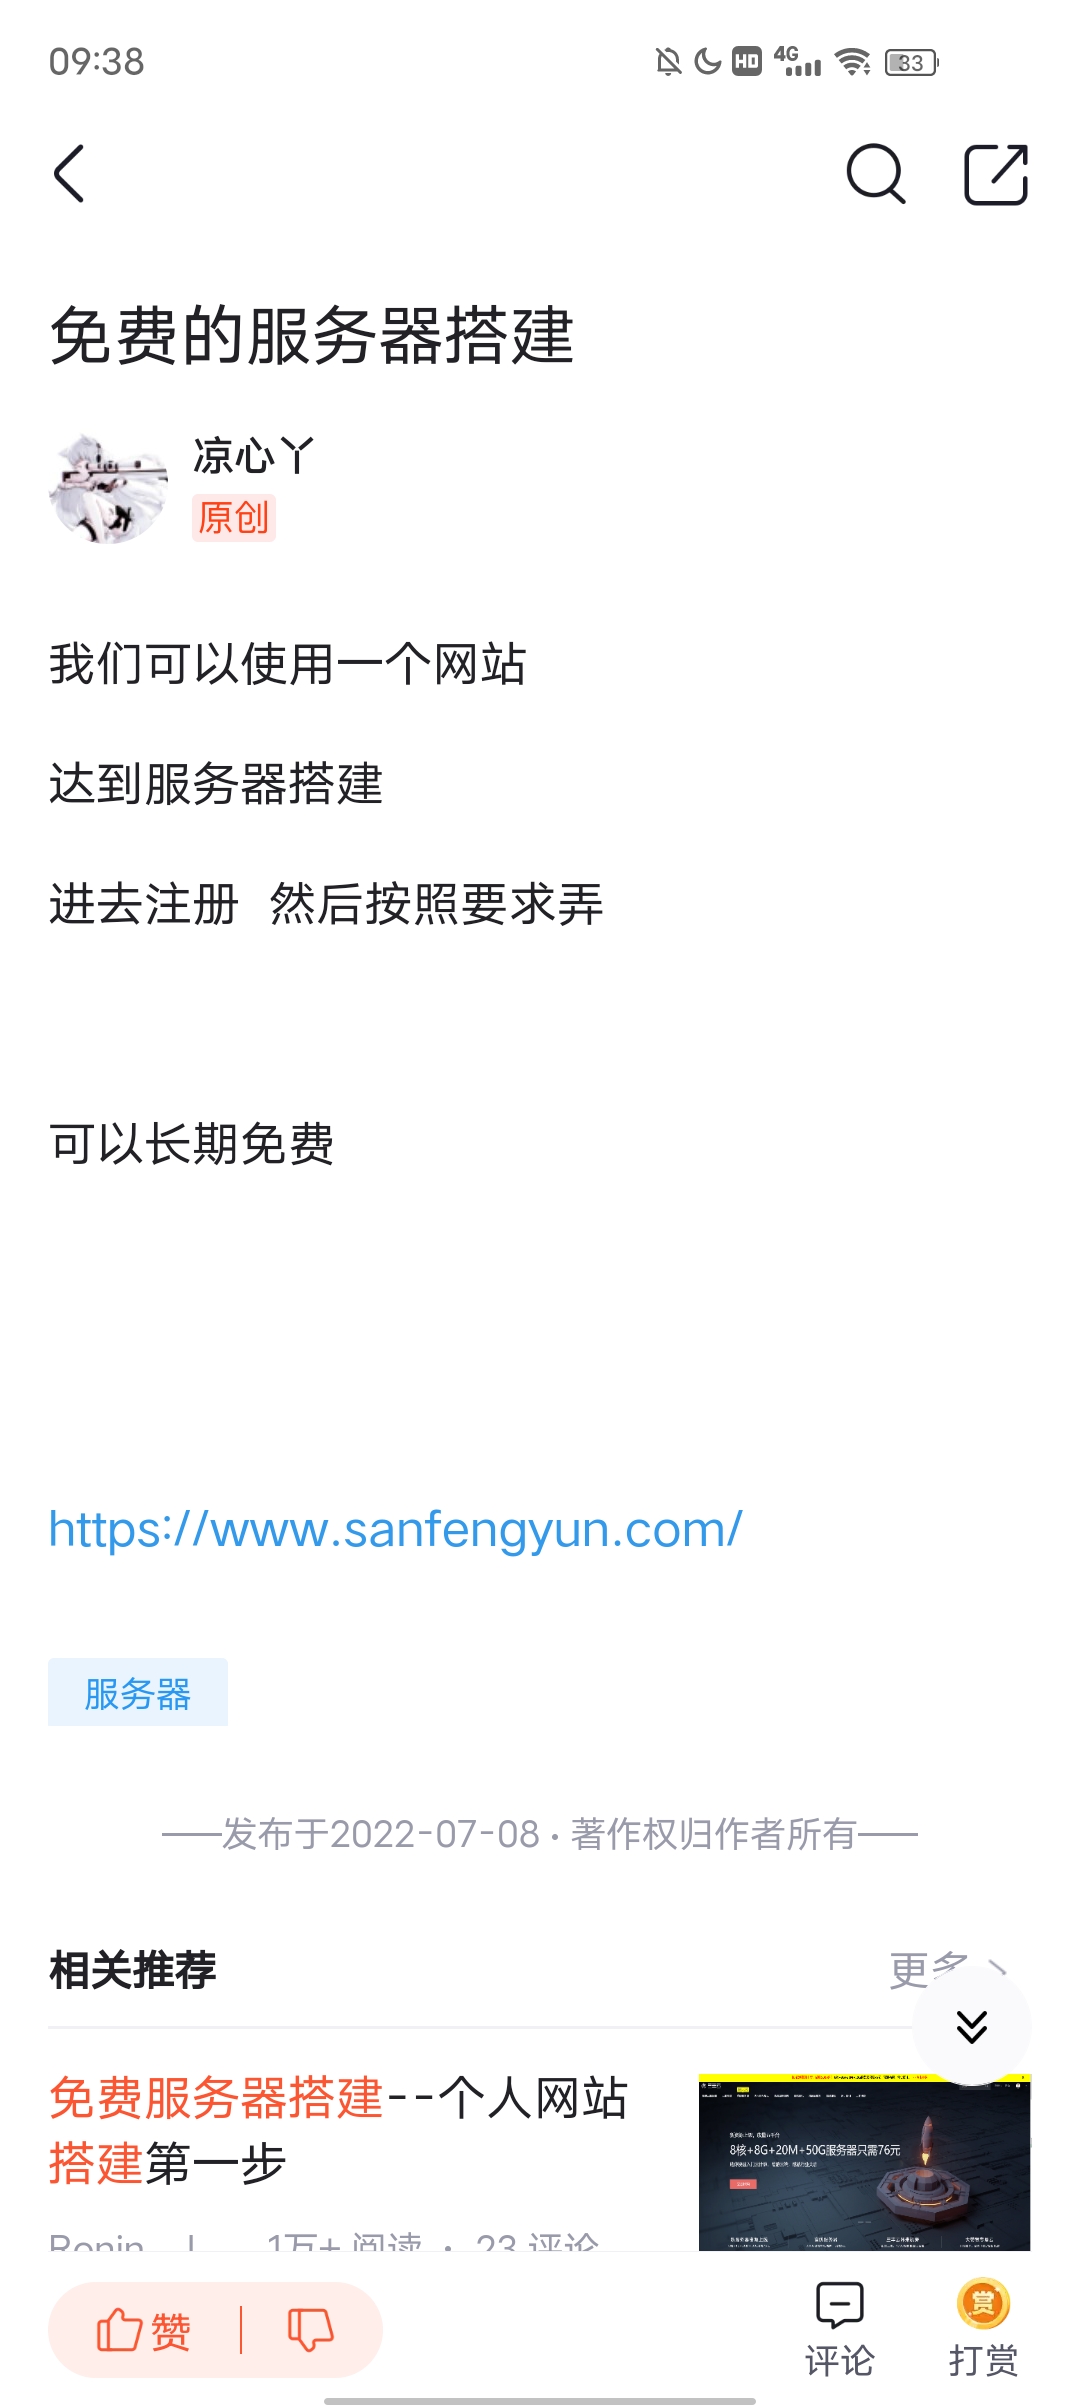 09:38
HD 4G 33
免费的服务器搭建
凉心丫
原创
我们可以使用一个网站
达到服务器搭建
进去注册 然后按照要求弄
可以长期免费
https://www.sanfengyun.com/
服务器
——发布于2022-07-08 · 著作权归作者所有——
相关推荐
更多
免费服务器搭建--个人网站
搭建第一步
8核+8G+20M+50G服务器只需76元
Ronin 1万+ 阅读 · 23 评论
赞
评论
赏
打赏